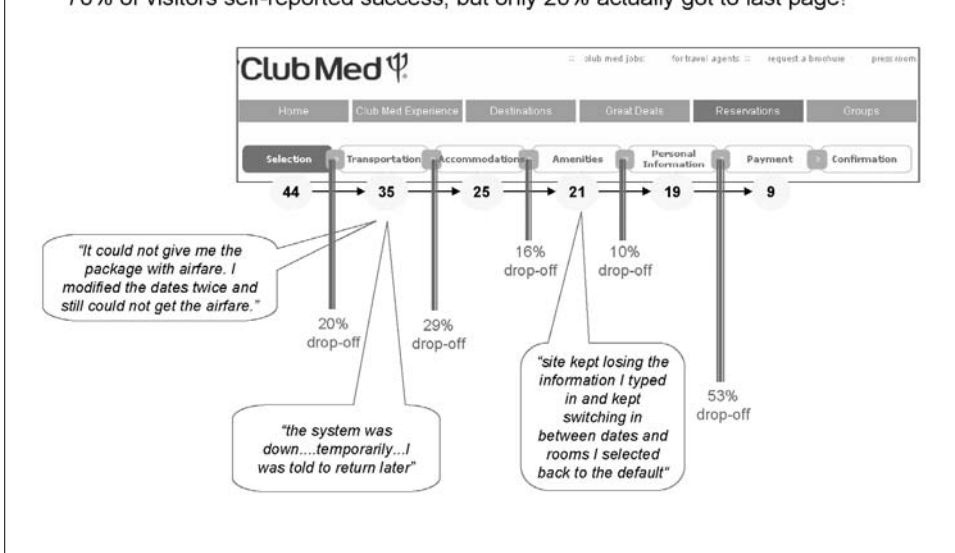 70% of visitors self-reported success, but only 20% actually got to last page!
Club Med
:: club med jobs: for travel agents :: request a brochure press room
Home Club Med Experience Destinations Great Deals Reservations Groups
Selection > Transportation > Accommodations > Amenities > Personal Information > Payment > Confirmation
44 35 25 21 19 9
"It could not give me the
package with airfare. I
modified the dates twice and
still could not get the airfare."
20%
drop-off
29%
drop-off
16%
drop-off
10%
drop-off
53%
drop-off
"the system was
down....temporarily...I
was told to return later"
"site kept losing the
information I typed
in and kept
switching in
between dates and
rooms I selected
back to the default"